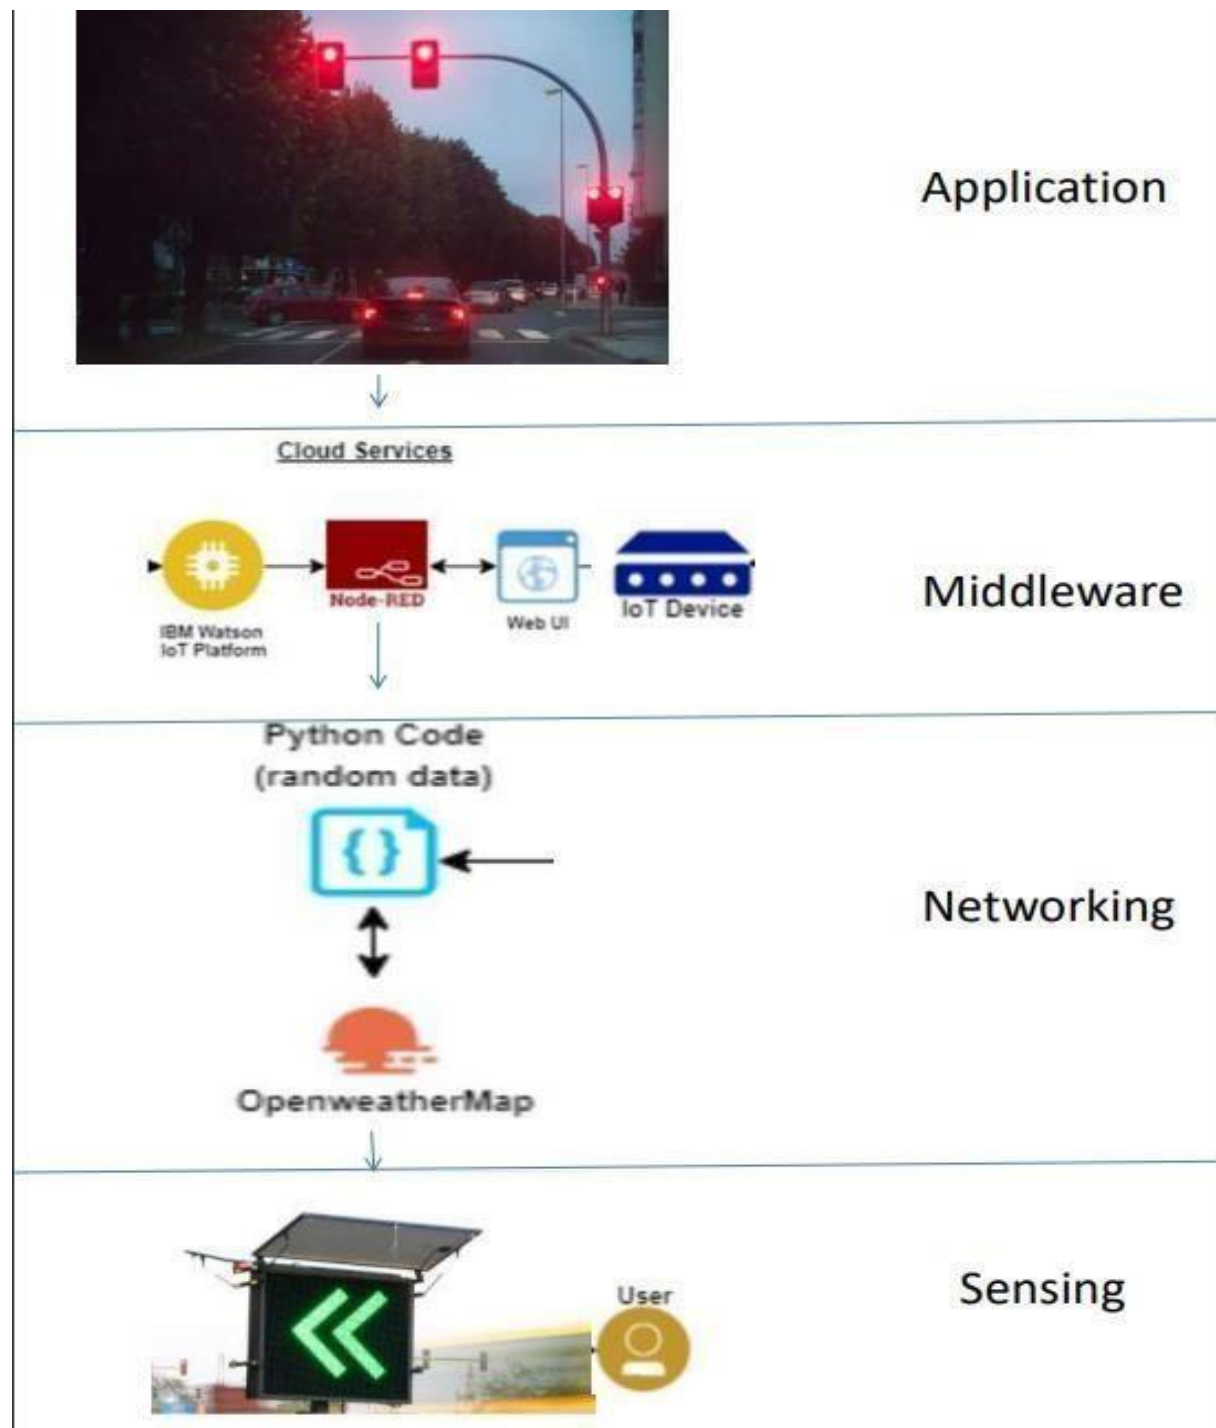 Application
Cloud Services
Node-RED
IBM Watson
IoT Platform
Web UI
IoT Device
Middleware
Python Code
(random data)
Networking
OpenweatherMap
User
Sensing